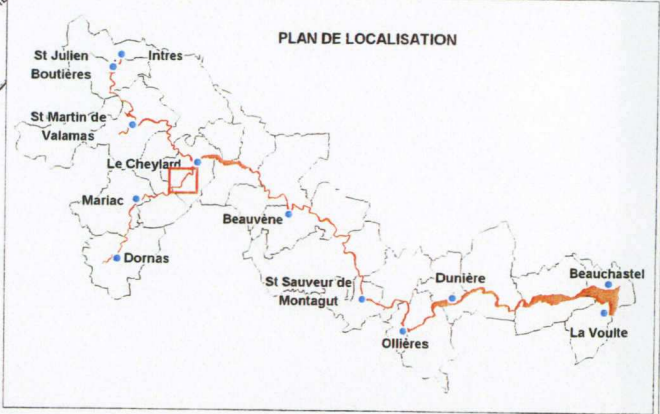 PLAN DE LOCALISATION
St Julien
Boutières
Intres
St Martin de
Valamas
Le Cheylard
Mariac
Beauvène
Dornas
St Sauveur de
Montagut
Dunière
Beauchastel
La Voulte
Ollières